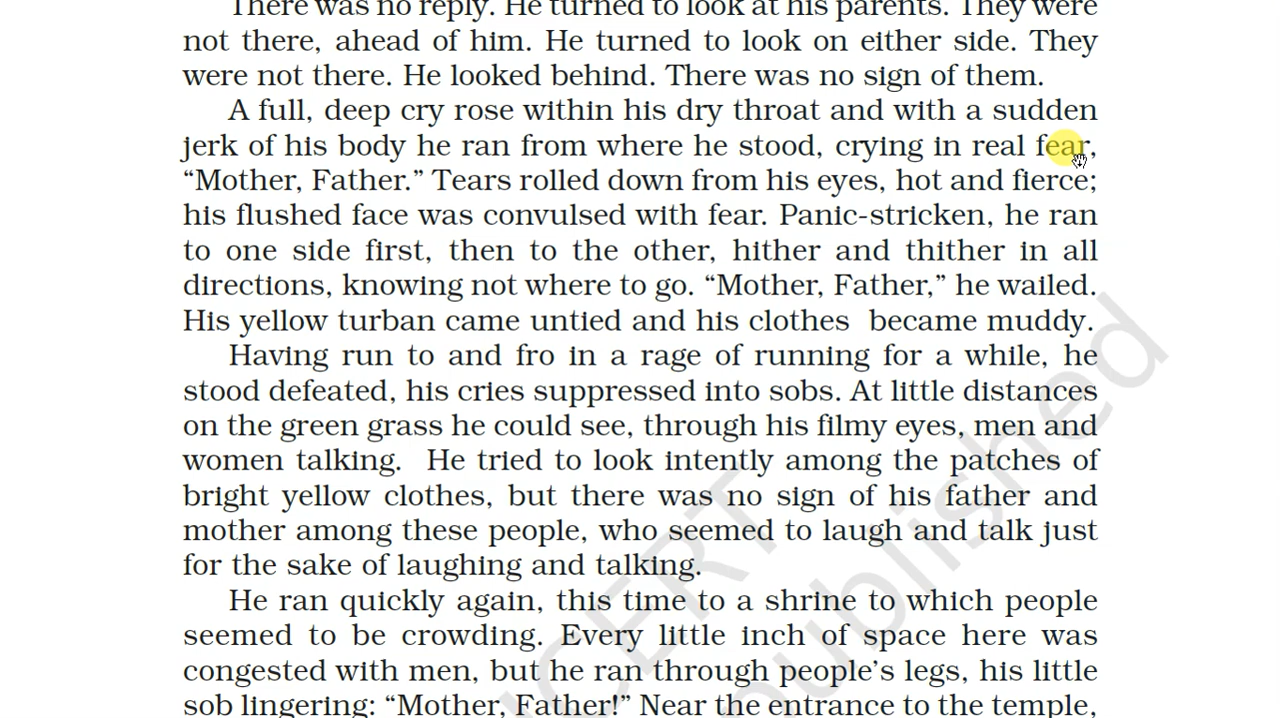 There was no reply. He turned to look at his parents. They were
not there, ahead of him. He turned to look on either side. They
were not there. He looked behind. There was no sign of them.
A full, deep cry rose within his dry throat and with a sudden
jerk of his body he ran from where he stood, crying in real fear,
“Mother, Father.” Tears rolled down from his eyes, hot and fierce;
his flushed face was convulsed with fear. Panic-stricken, he ran
to one side first, then to the other, hither and thither in all
directions, knowing not where to go. “Mother, Father,” he wailed.
His yellow turban came untied and his clothes became muddy.
Having run to and fro in a rage of running for a while, he
stood defeated, his cries suppressed into sobs. At little distances
on the green grass he could see, through his filmy eyes, men and
women talking. He tried to look intently among the patches of
bright yellow clothes, but there was no sign of his father and
mother among these people, who seemed to laugh and talk just
for the sake of laughing and talking.
He ran quickly again, this time to a shrine to which people
seemed to be crowding. Every little inch of space here was
congested with men, but he ran through people’s legs, his little
sob lingering: “Mother, Father!” Near the entrance to the temple,
published